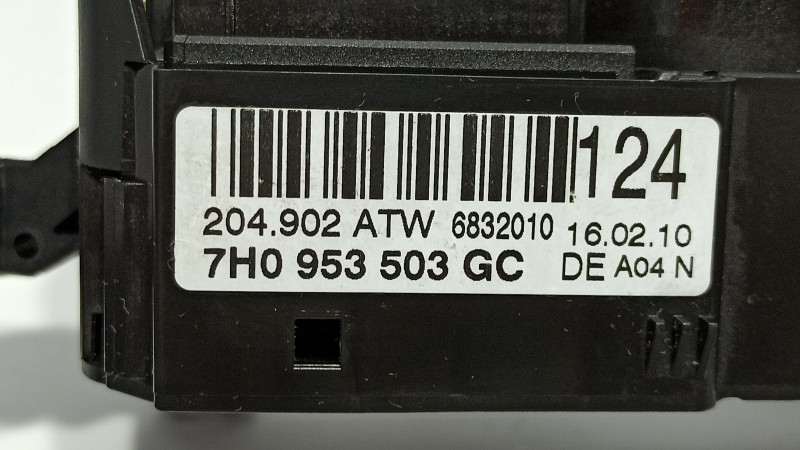 124
204.902 ATW 6832010 16.02.10
7H0 953 503 GC DE A04 N